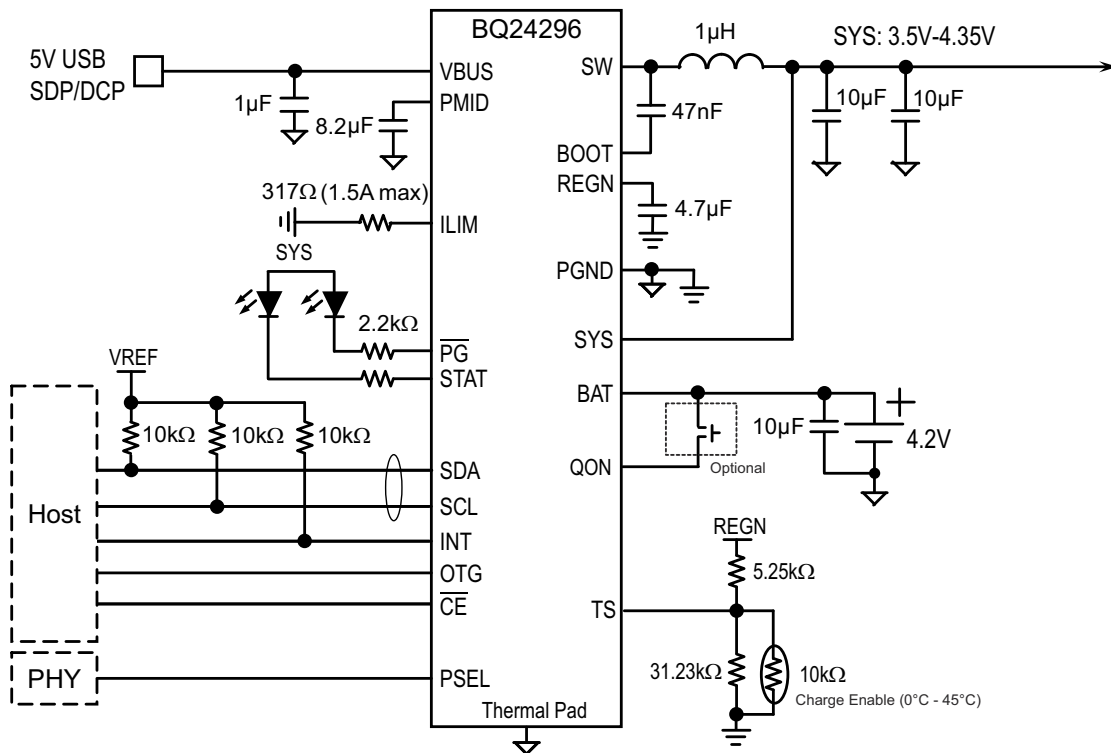 BQ24296
5V USB
SDP/DCP
1µF
8.2µF
VBUS
PMID
317Ω (1.5A max)
ILIM
SYS
2.2kΩ
PG
STAT
VREF
10kΩ
10kΩ
10kΩ
Host
SDA
SCL
INT
OTG
CE
PHY
PSEL
Thermal Pad
SW
1µH
SYS: 3.5V-4.35V
47nF
10µF
10µF
BOOT
REGN
4.7µF
PGND
SYS
BAT
Optional
10µF
+
4.2V
QON
REGN
5.25kΩ
TS
31.23kΩ
10kΩ
Charge Enable (0°C - 45°C)